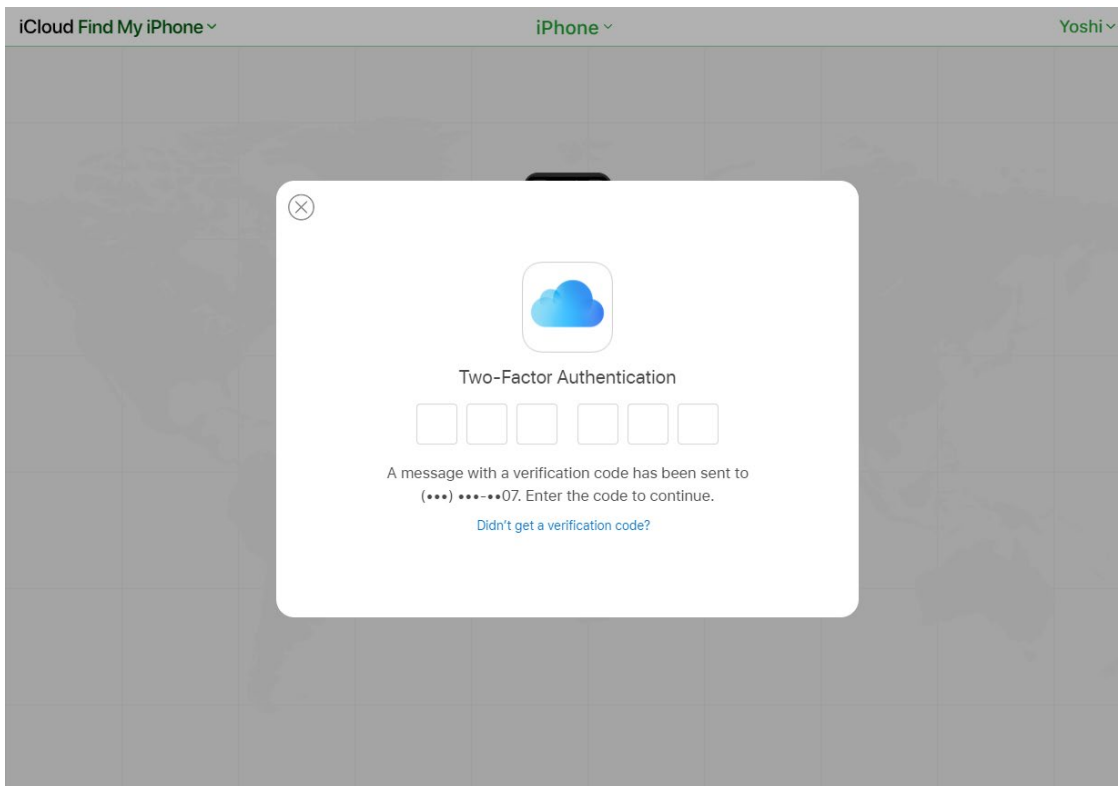 iCloud Find My iPhone
iPhone
Yoshi
Two-Factor Authentication
A message with a verification code has been sent to
(•••) •••-••07. Enter the code to continue.
Didn't get a verification code?